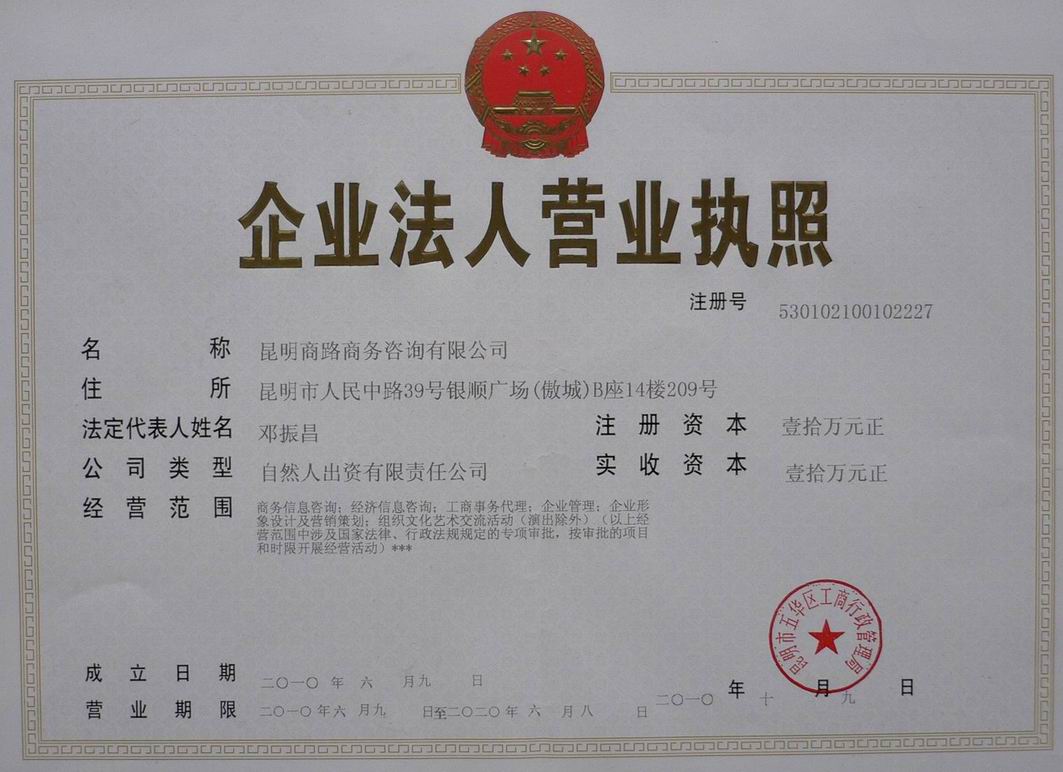 企业法人营业执照
注册号 530102100102227
名称 昆明商路商务咨询有限公司
住所 昆明市人民中路39号银顺广场(傲城)B座14楼209号
法定代表人姓名 邓振昌 注册资本 壹拾万元正
公司类型 自然人出资有限责任公司 实收资本 壹拾万元正
经营范围 商务信息咨询；经济信息咨询；工商事务代理；企业管理；企业形
象设计及营销策划；组织文化艺术交流活动（演出除外）（以上经
营范围中涉及国家法律、行政法规规定的专项审批，按审批的项目
和时限开展经营活动）***
昆明市五华区工商行政管理局
成立日期 二〇一〇年六月九日
营业期限 二〇一〇年六月九日至二〇二〇年六月八日
二〇一〇年十月九日